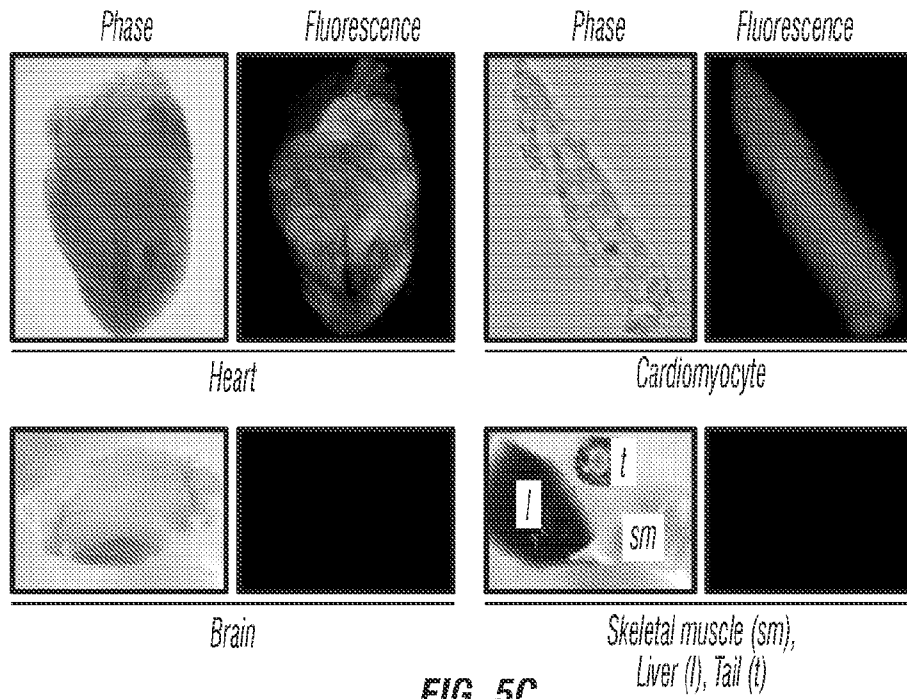 Phase Fluorescence Phase Fluorescence
Heart Cardiomyocyte
l t sm
Brain Skeletal muscle (sm),
Liver (l), Tail (t)
FIG. 5C